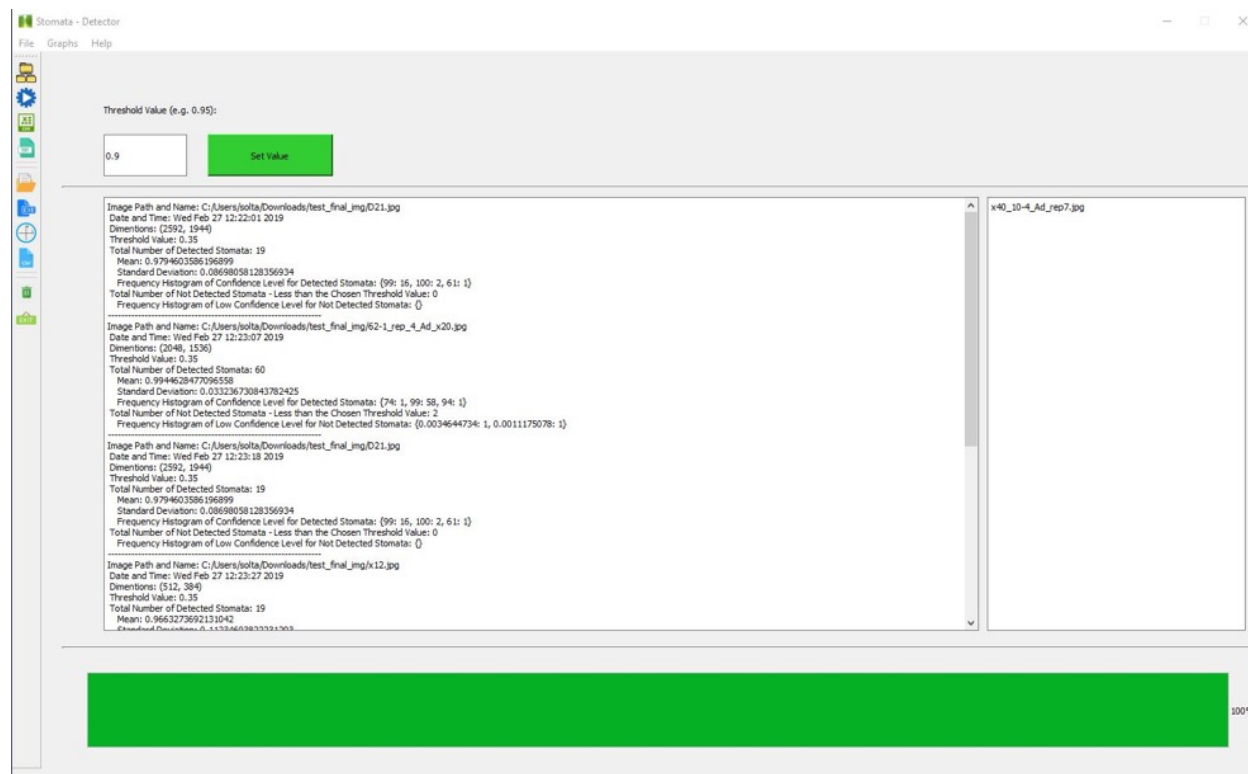 Stomata - Detector
File Graphs Help
Threshold Value (e.g. 0.95):
0.9
Set Value
Image Path and Name: C:/Users/solta/Downloads/test_final_img/D21.jpg
Date and Time: Wed Feb 27 12:22:01 2019
Dimentions: (2592, 1944)
Threshold Value: 0.35
Total Number of Detected Stomata: 19
Mean: 0.9794603586196899
Standard Deviation: 0.08698058128356934
Frequency Histogram of Confidence Level for Detected Stomata: {99: 16, 100: 2, 61: 1}
Total Number of Not Detected Stomata - Less than the Chosen Threshold Value: 0
Frequency Histogram of Low Confidence Level for Not Detected Stomata: {}
----------------------------------------------------------------
Image Path and Name: C:/Users/solta/Downloads/test_final_img/62-1_rep_4_Ad_x20.jpg
Date and Time: Wed Feb 27 12:23:07 2019
Dimentions: (2048, 1536)
Threshold Value: 0.35
Total Number of Detected Stomata: 60
Mean: 0.9944628477096558
Standard Deviation: 0.033236730843782425
Frequency Histogram of Confidence Level for Detected Stomata: {74: 1, 99: 58, 94: 1}
Total Number of Not Detected Stomata - Less than the Chosen Threshold Value: 2
Frequency Histogram of Low Confidence Level for Not Detected Stomata: {0.0034644734: 1, 0.0011175078: 1}
----------------------------------------------------------------
Image Path and Name: C:/Users/solta/Downloads/test_final_img/D21.jpg
Date and Time: Wed Feb 27 12:23:18 2019
Dimentions: (2592, 1944)
Threshold Value: 0.35
Total Number of Detected Stomata: 19
Mean: 0.9794603586196899
Standard Deviation: 0.08698058128356934
Frequency Histogram of Confidence Level for Detected Stomata: {99: 16, 100: 2, 61: 1}
Total Number of Not Detected Stomata - Less than the Chosen Threshold Value: 0
Frequency Histogram of Low Confidence Level for Not Detected Stomata: {}
----------------------------------------------------------------
Image Path and Name: C:/Users/solta/Downloads/test_final_img/x12.jpg
Date and Time: Wed Feb 27 12:23:27 2019
Dimentions: (512, 384)
Threshold Value: 0.35
Total Number of Detected Stomata: 19
Mean: 0.9663273692131042
Standard Deviation:
x40_10-4_Ad_rep7.jpg
EXIT